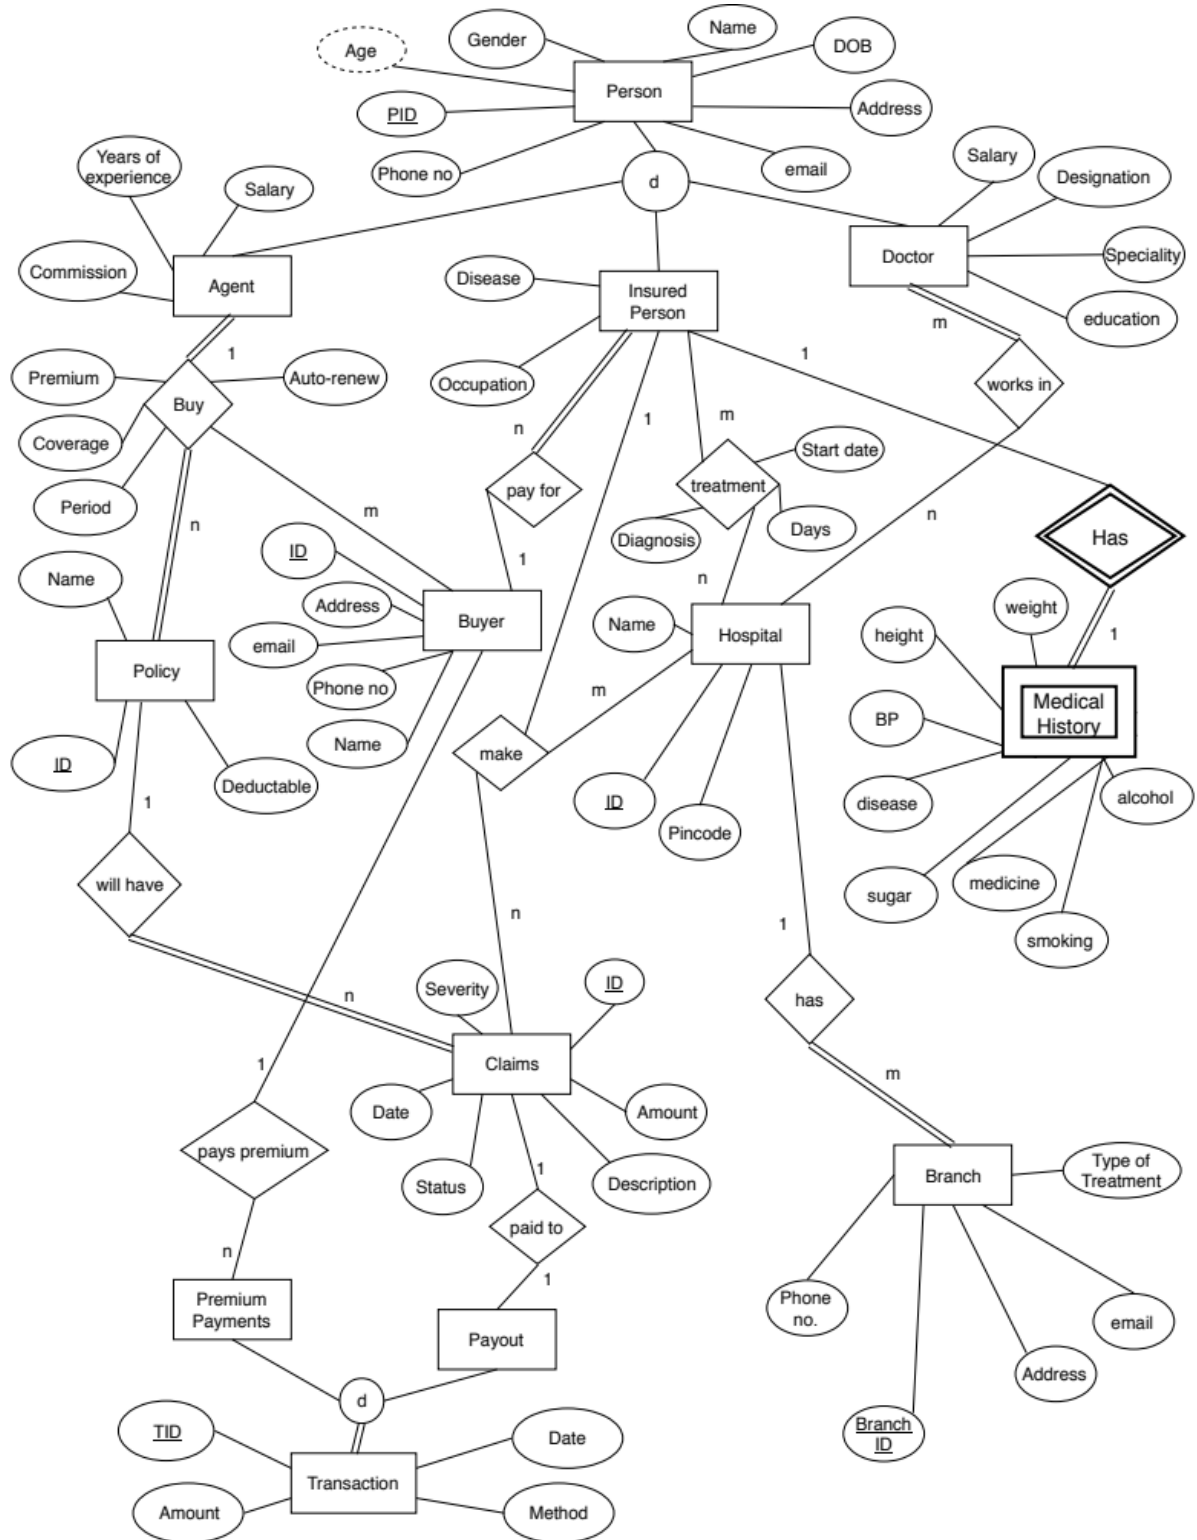 Name
Gender
DOB
Age
Person
PID
Address
Phone no
email
d
Years of
experience
Salary
Salary
Designation
Commission
Agent
Disease
Insured
Person
Doctor
Speciality
education
1
m
1
Premium
Auto-renew
Occupation
works in
Buy
n
1
m
Coverage
Start date
pay for
treatment
Period
n
m
Diagnosis
Days
n
Has
ID
1
n
Name
Address
Buyer
Name
Hospital
weight
height
1
email
Policy
Phone no
m
Medical
History
BP
Name
make
ID
Deductable
disease
alcohol
1
ID
Pincode
will have
sugar
medicine
n
1
smoking
Severity
ID
n
has
Claims
1
m
Date
Amount
pays premium
Status
1
Description
Branch
Type of
Treatment
paid to
n
1
Premium
Payments
Payout
Phone
no.
email
Address
d
TID
Date
Branch
ID
Transaction
Amount
Method